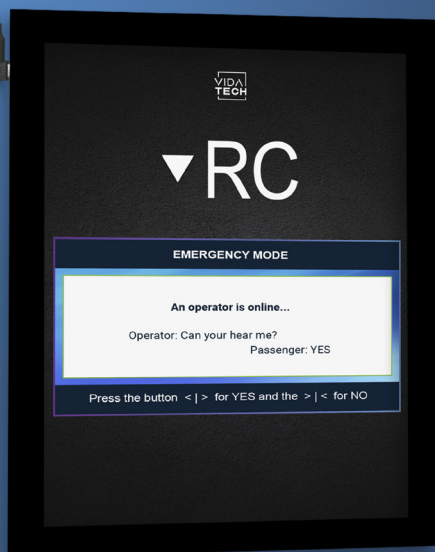 VIDA
TECH
RC
EMERGENCY MODE
An operator is online...
Operator: Can your hear me?
Passenger: YES
Press the button < | > for YES and the > | < for NO